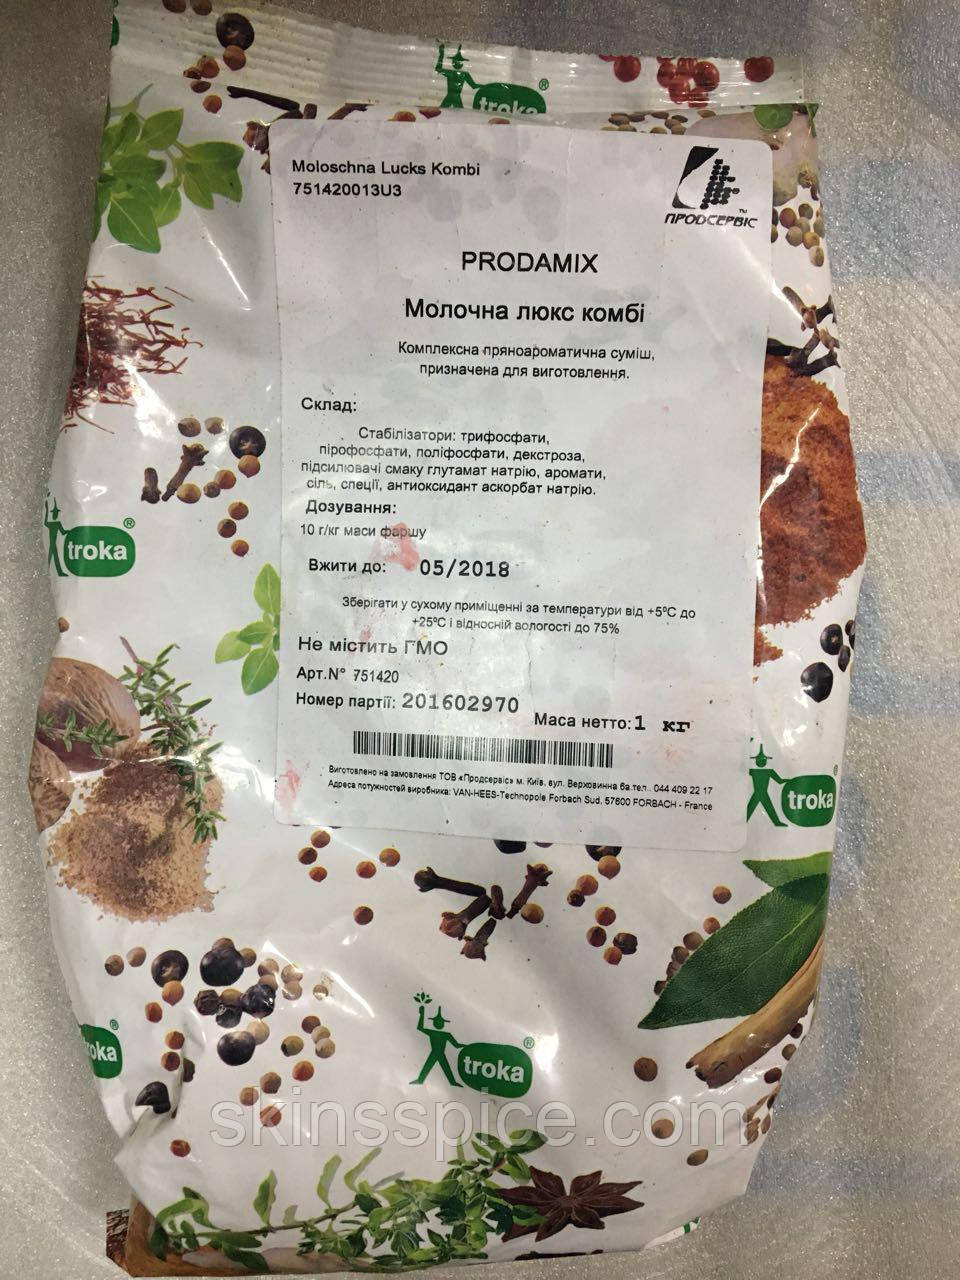 troka®
Moloschna Lucks Kombi
751420013U3
ПРОДСЕРВІС™
PRODAMIX
Молочна люкс комбі
Комплексна пряноароматична суміш,
призначена для виготовлення.
Склад:
Стабілізатори: трифосфати,
пірофосфати, поліфосфати, декстроза,
підсилювачі смаку глутамат натрію, аромати,
сіль, спеції, антиоксидант аскорбат натрію.
Дозування:
10 г/кг маси фаршу
Вжити до: 05/2018
Зберігати у сухому приміщенні за температури від +5ºС до
+25ºС і відносній вологості до 75%
Не містить ГМО
Арт.N° 751420
Номер партії: 201602970
Маса нетто: 1 кг
Виготовлено на замовлення ТОВ «Продсервіс» м. Київ, вул. Верховинна 6а.тел.. 044 409 22 17
Адреса потужностей виробника: VAN-HEES-Technopole Forbach Sud, 57600 FORBACH - France
troka®
troka®
troka®
troka®
skinsspice.com